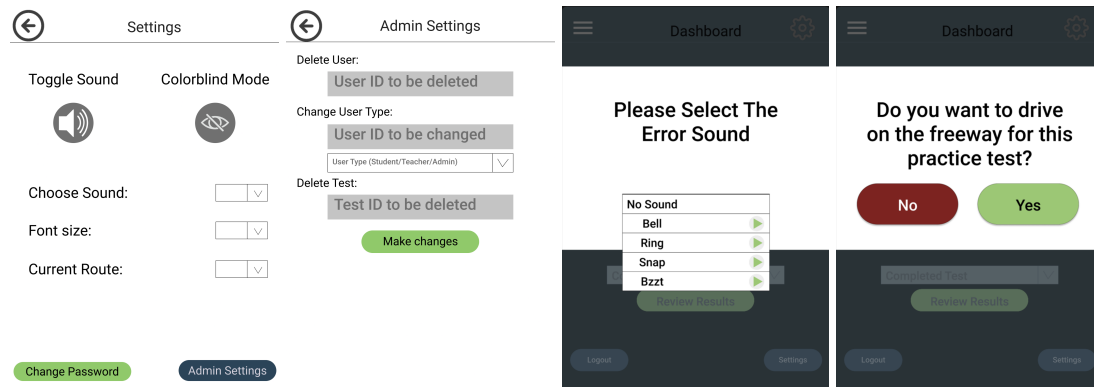 Settings
Toggle Sound
Colorblind Mode
Choose Sound:
Font size:
Current Route:
Change Password
Admin Settings
Admin Settings
Delete User:
User ID to be deleted
Change User Type:
User ID to be changed
User Type (Student/Teacher/Admin)
Delete Test:
Test ID to be deleted
Make changes
Dashboard
Please Select The
Error Sound
No Sound
Bell
Ring
Snap
Bzzt
Review Results
Logout
Settings
Dashboard
Do you want to drive
on the freeway for this
practice test?
No
Yes
Completed Test
Review Results
Logout
Settings